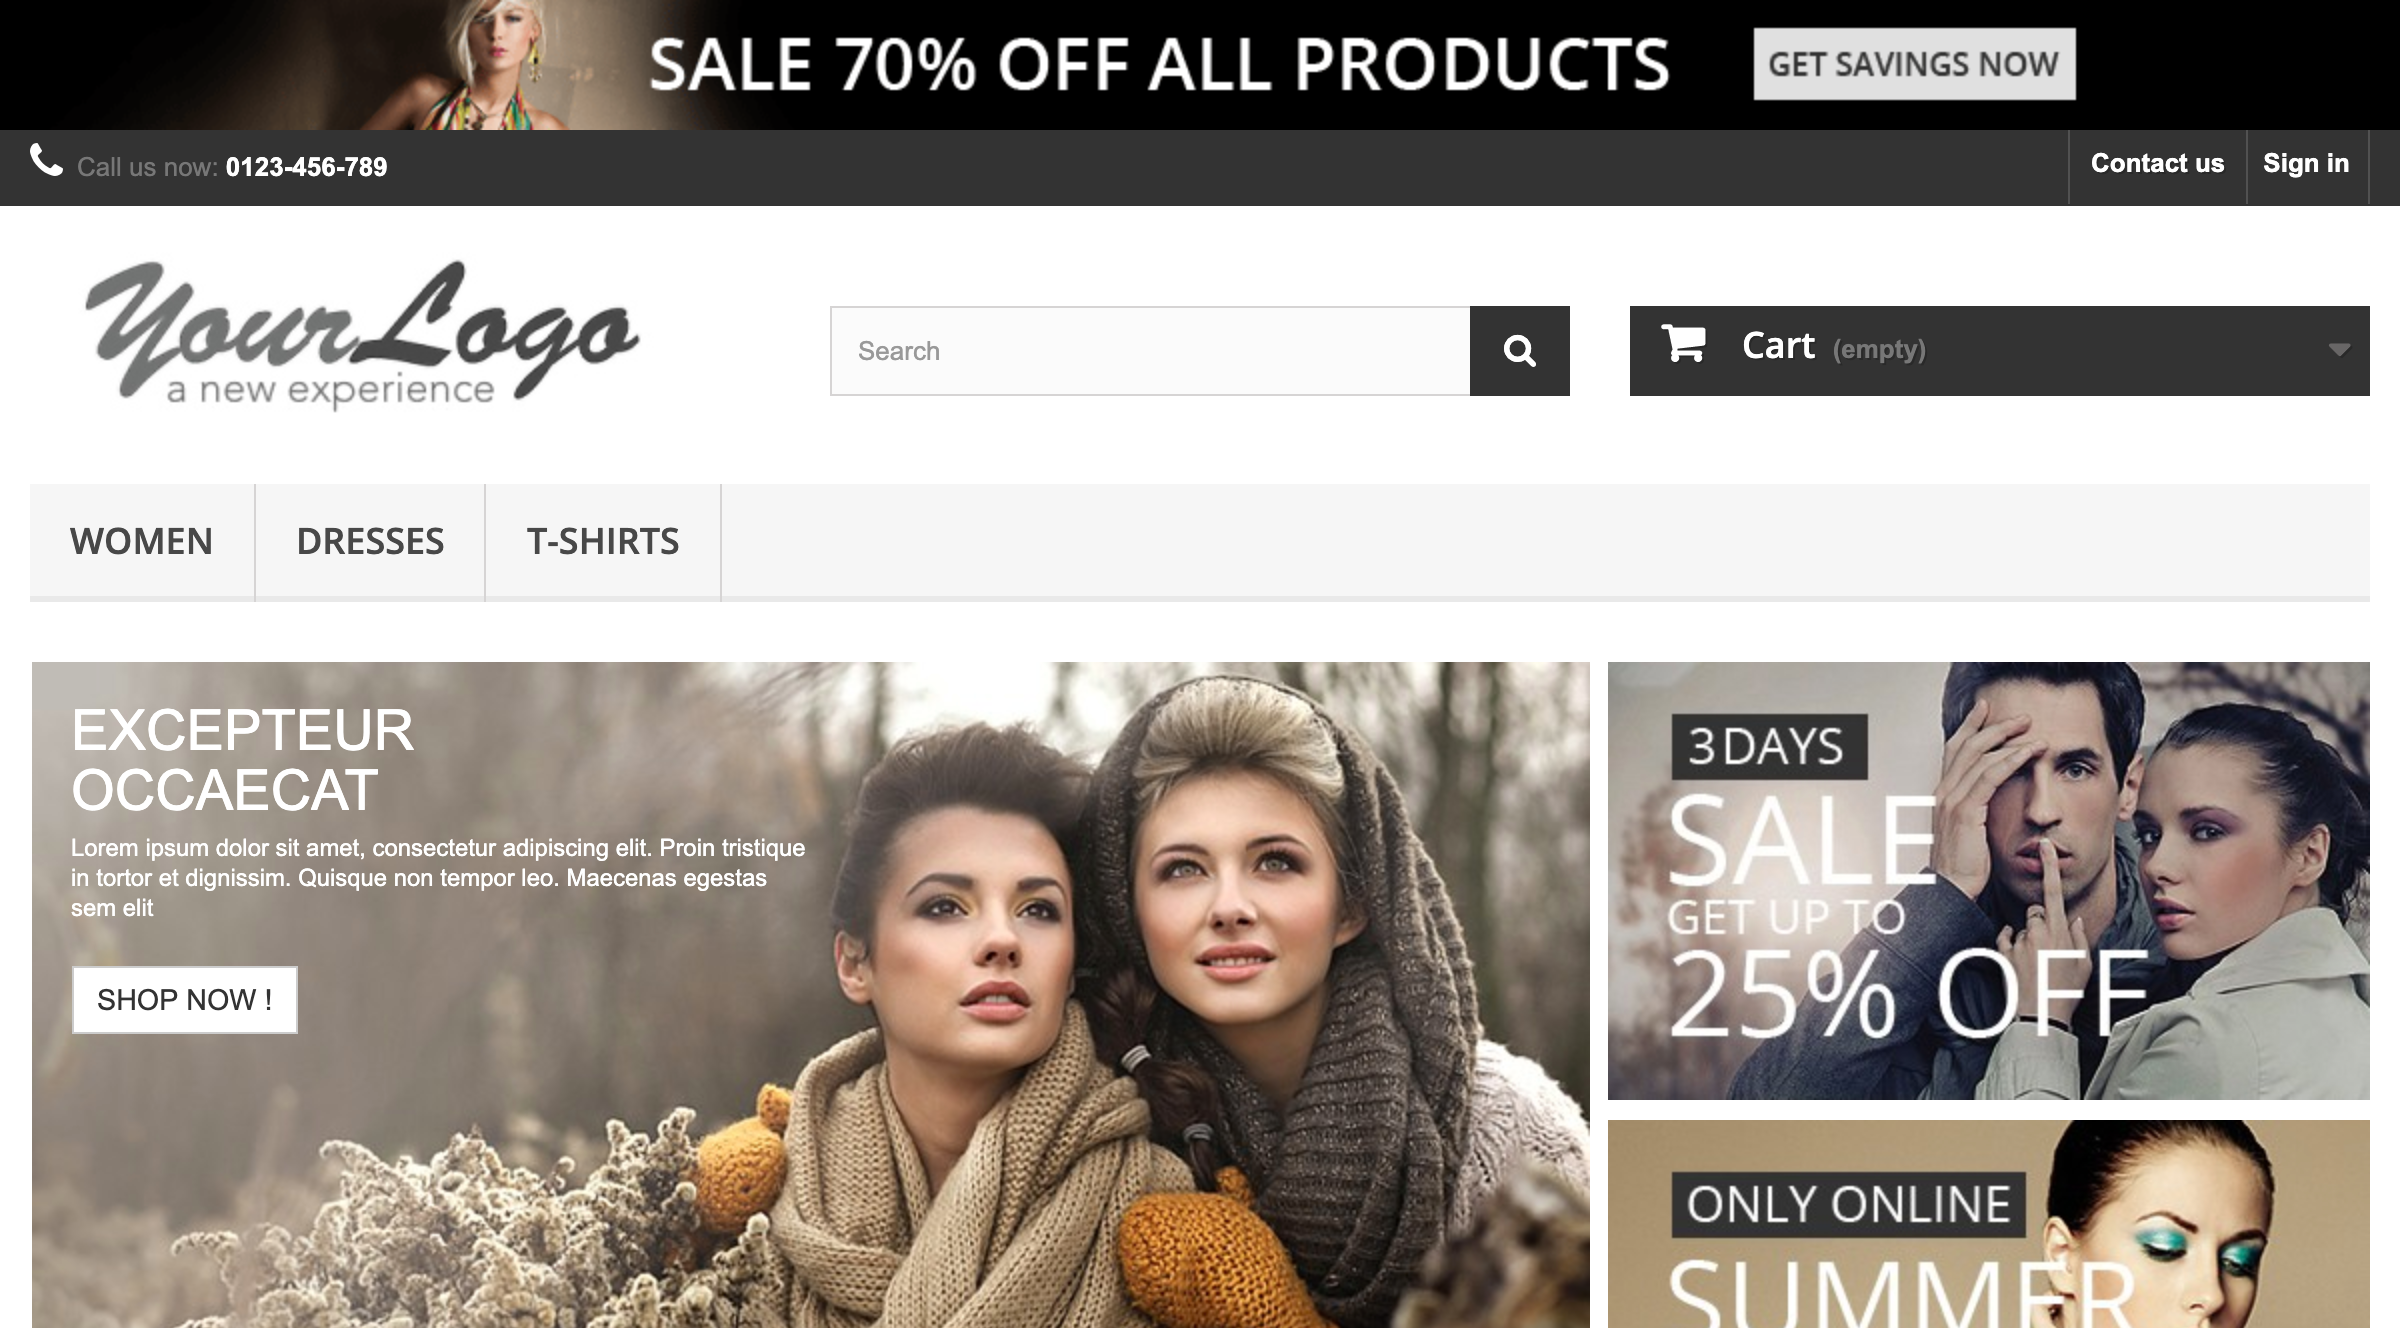 SALE 70% OFF ALL PRODUCTS
GET SAVINGS NOW
Call us now: 0123-456-789
Contact us
Sign in
YourLogo
a new experience
Search
Cart (empty)
WOMEN
DRESSES
T-SHIRTS
EXCEPTEUR
OCCAECAT
Lorem ipsum dolor sit amet, consectetur adipiscing elit. Proin tristique
in tortor et dignissim. Quisque non tempor leo. Maecenas egestas
sem elit
SHOP NOW !
3 DAYS
SALE
GET UP TO
25% OFF
ONLY ONLINE
SUMMER